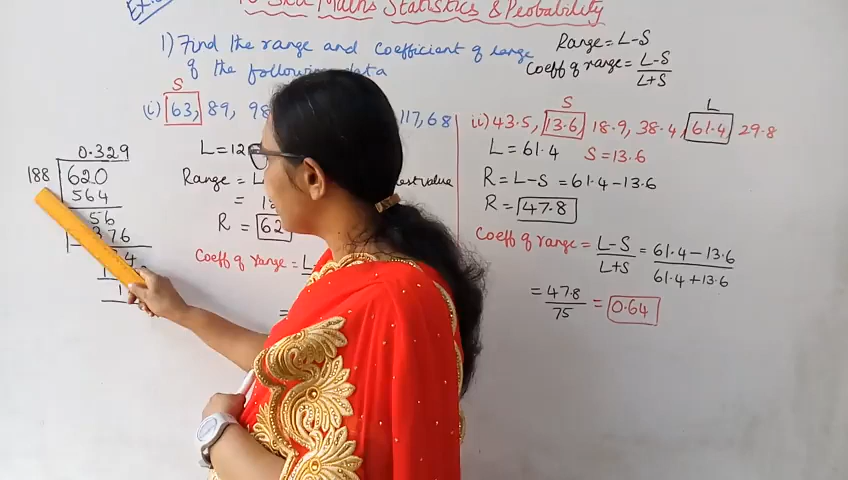 Std Maths Statistics & Probability
1) Find the range and coefficient of range
of the following data
Range = L-S
Coeff of range = L-S
L+S
S
(i) 63, 89, 98
117, 68
0.329
188 620
564
56
376
4
1
L = 12
Range = L
est value
=
R = 62
Coeff of range = L
=
S
L
ii) 43.5, 13.6, 18.9, 38.4, 61.4, 29.8
L = 61.4 S = 13.6
R = L-S = 61.4 - 13.6
R = 47.8
Coeff of range = L-S = 61.4 - 13.6
L+S 61.4 + 13.6
= 47.8 = 0.64
75